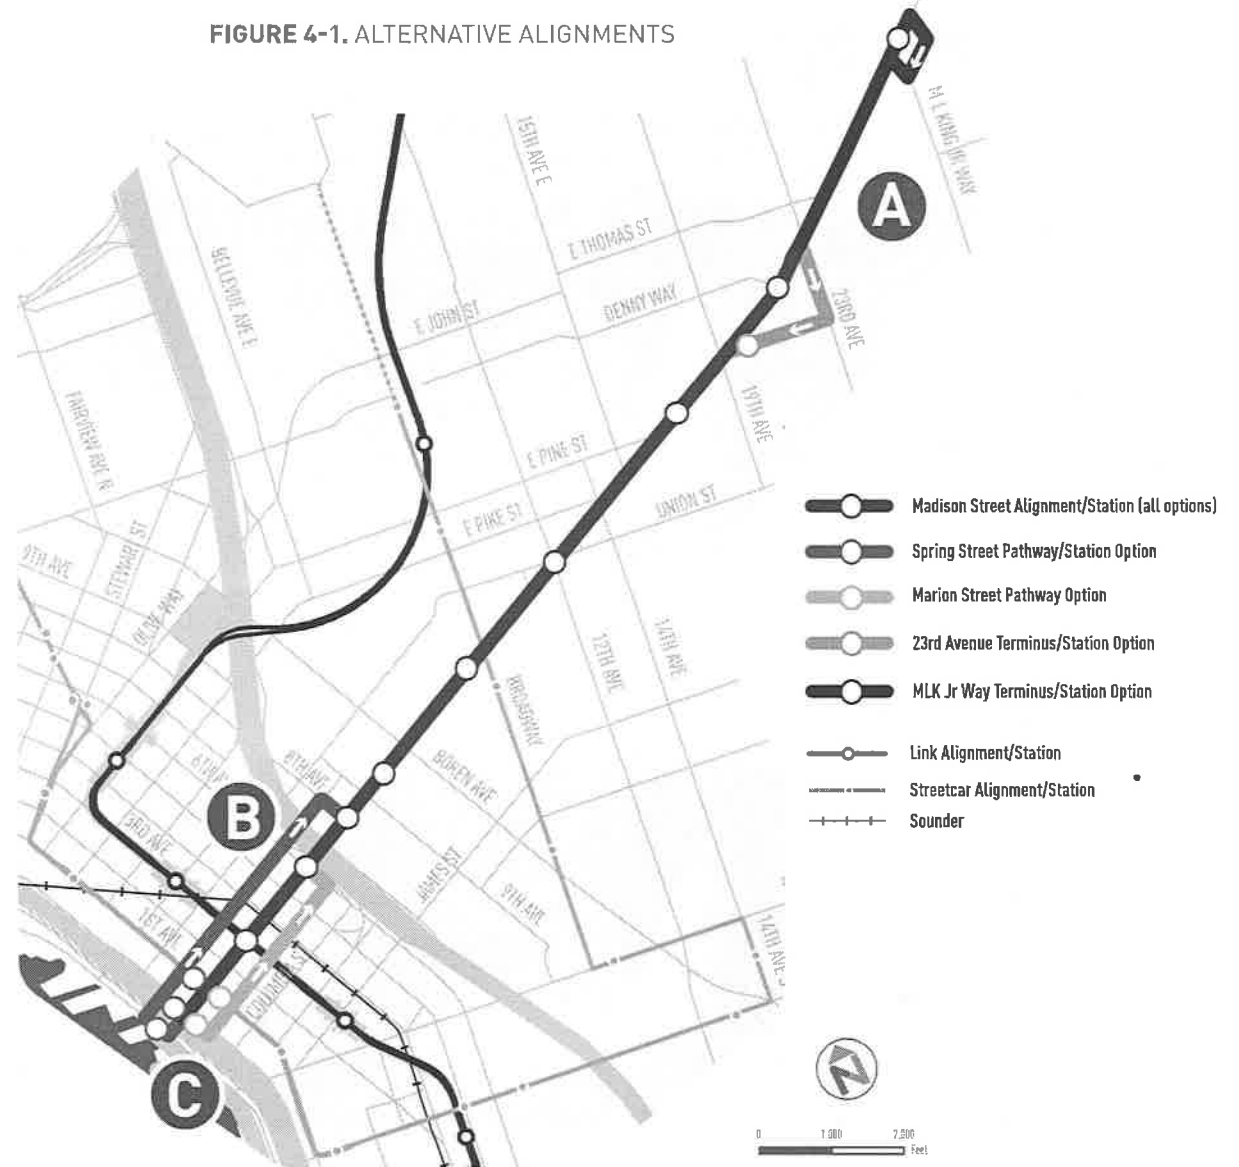 FIGURE 4-1. ALTERNATIVE ALIGNMENTS
M L KING JR WAY
15TH AVE E
A
E THOMAS ST
BELLEVUE AVE E
DENNY WAY
23RD AVE
E JOHN ST
FAIRVIEW AVE N
19TH AVE
E PINE ST
UNION ST
E PIKE ST
STEWART ST
9TH AVE
OLIVE WAY
14TH AVE
12TH AVE
BROADWAY
6TH
8TH AVE
BOREN AVE
B
3RD AVE
JAMES ST
9TH AVE
1ST AVE
14TH AVE S
COLUMBIA ST
C
Madison Street Alignment/Station (all options)
Spring Street Pathway/Station Option
Marion Street Pathway Option
23rd Avenue Terminus/Station Option
MLK Jr Way Terminus/Station Option
Link Alignment/Station
Streetcar Alignment/Station
Sounder
N
0 1,000 2,000
Feet